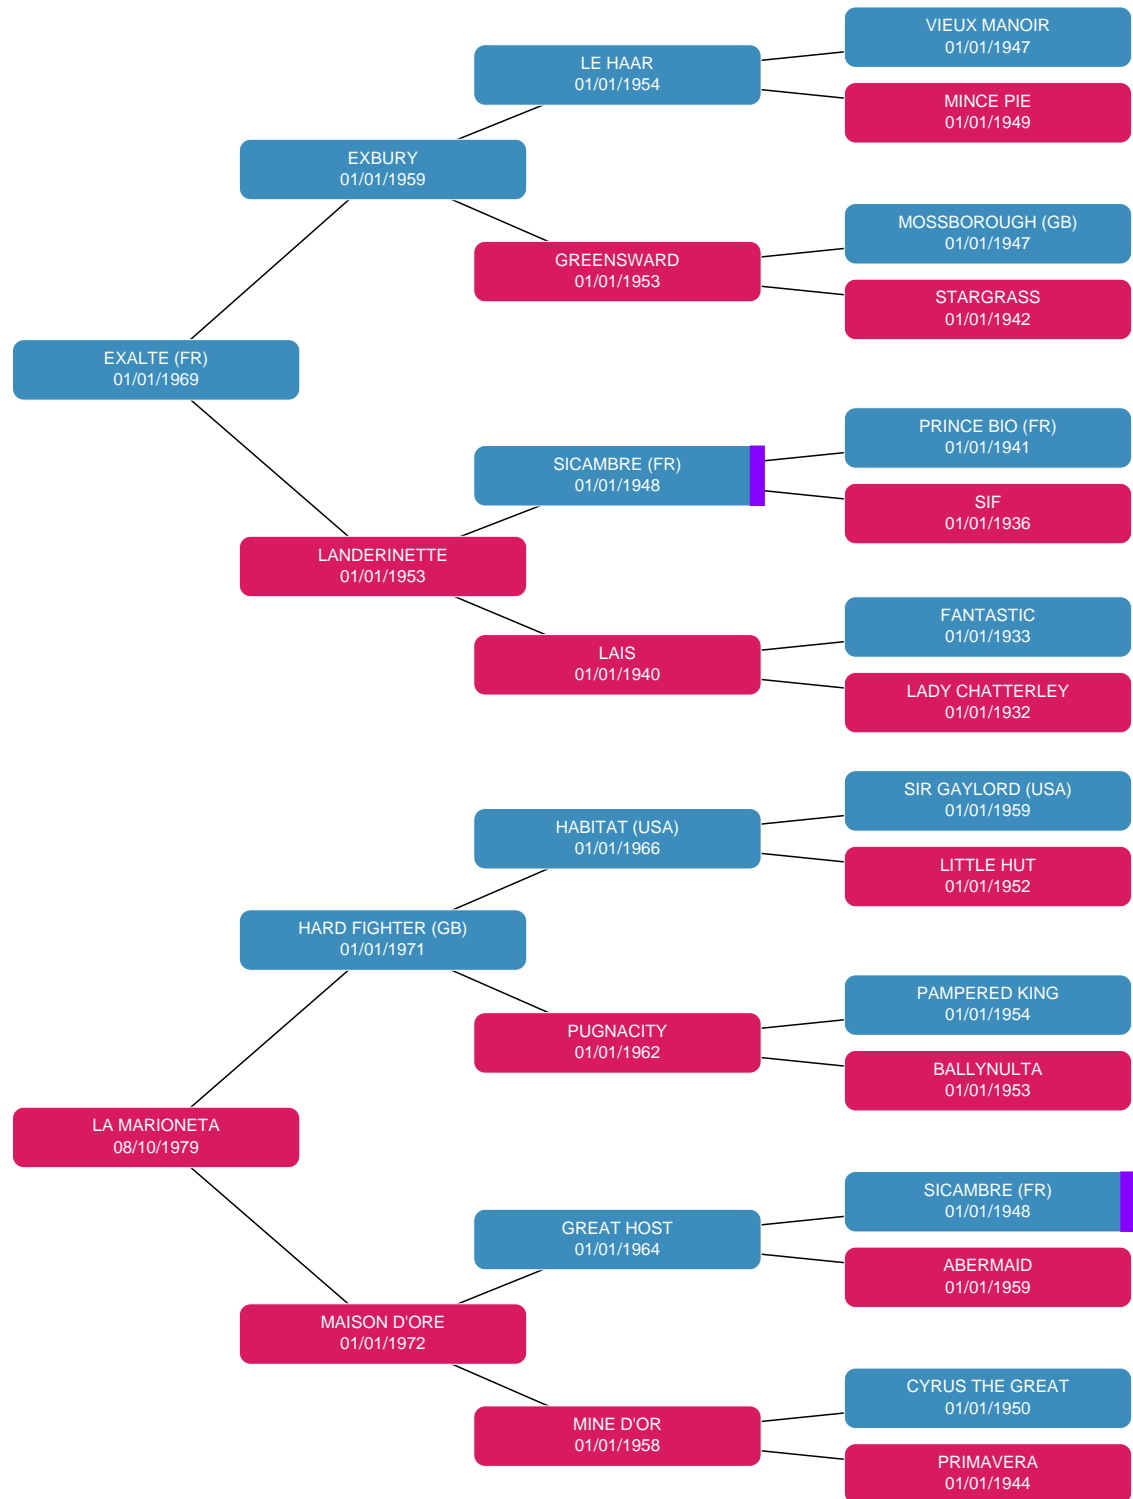 VIEUX MANOIR
01/01/1947
LE HAAR
01/01/1954
MINCE PIE
01/01/1949
EXBURY
01/01/1959
MOSSBOROUGH (GB)
01/01/1947
GREENSWARD
01/01/1953
STARGRASS
01/01/1942
EXALTE (FR)
01/01/1969
PRINCE BIO (FR)
01/01/1941
SICAMBRE (FR)
01/01/1948
SIF
01/01/1936
LANDERINETTE
01/01/1953
FANTASTIC
01/01/1933
LAIS
01/01/1940
LADY CHATTERLEY
01/01/1932
SIR GAYLORD (USA)
01/01/1959
HABITAT (USA)
01/01/1966
LITTLE HUT
01/01/1952
HARD FIGHTER (GB)
01/01/1971
PAMPERED KING
01/01/1954
PUGNACITY
01/01/1962
BALLYNULTA
01/01/1953
LA MARIONETA
08/10/1979
SICAMBRE (FR)
01/01/1948
GREAT HOST
01/01/1964
ABERMAID
01/01/1959
MAISON D'ORE
01/01/1972
CYRUS THE GREAT
01/01/1950
MINE D'OR
01/01/1958
PRIMAVERA
01/01/1944